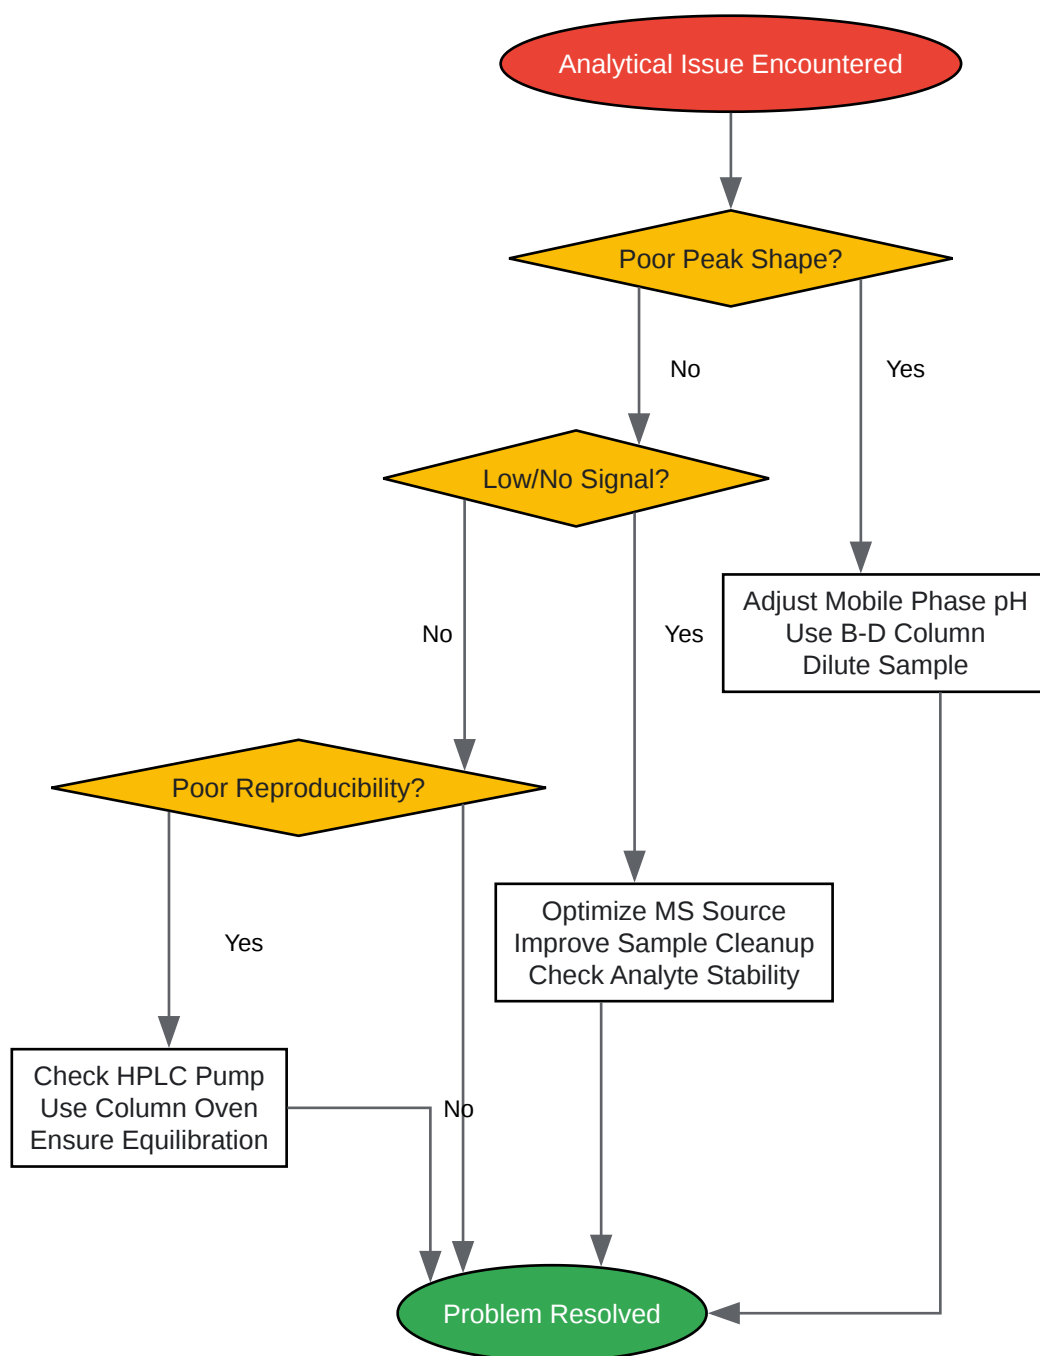 Analytical Issue Encountered
Poor Peak Shape?
No
Yes
Low/No Signal?
Adjust Mobile Phase pH
Use B-D Column
Dilute Sample
No
Yes
Poor Reproducibility?
Optimize MS Source
Improve Sample Cleanup
Check Analyte Stability
Yes
Check HPLC Pump
Use Column Oven
Ensure Equilibration
No
Problem Resolved